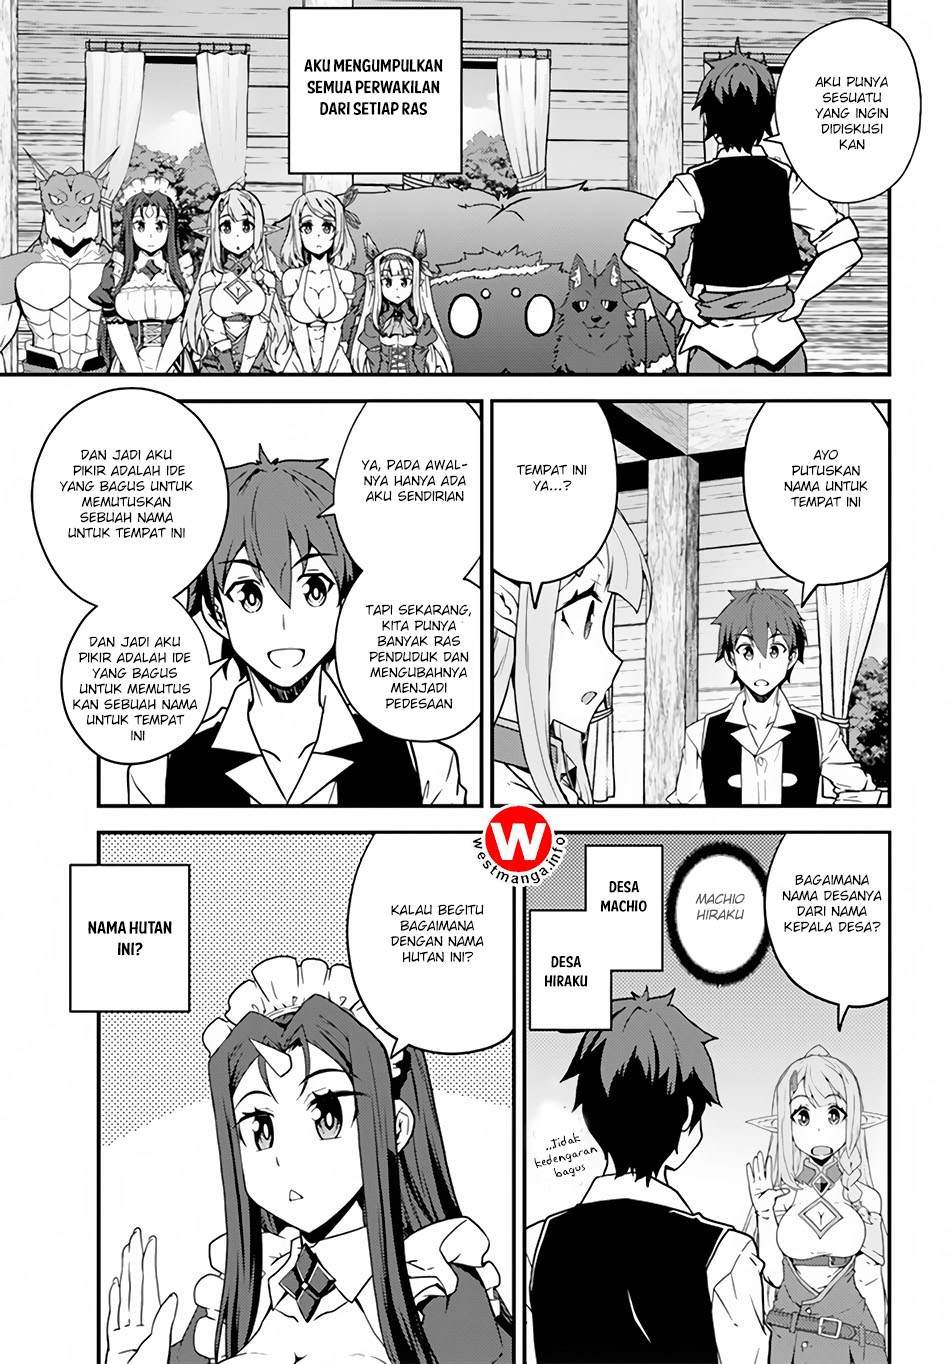 AKU PUNYA
SESUATU
YANG INGIN
DIDISKUSI
KAN
AKU MENGUMPULKAN
SEMUA PERWAKILAN
DARI SETIAP RAS
AYO
PUTUSKAN
NAMA UNTUK
TEMPAT INI
TEMPAT INI
YA...?
YA, PADA AWAL-
NYA HANYA ADA
AKU SENDIRIAN
TAPI SEKARANG,
KITA PUNYA
BANYAK RAS
PENDUDUK DAN
MENGUBAHNYA
MENJADI
PEDESAAN
DAN JADI AKU
PIKIR ADALAH IDE
YANG BAGUS UNTUK
MEMUTUSKAN
SEBUAH NAMA
UNTUK TEMPAT INI
DAN JADI AKU
PIKIR ADALAH IDE
YANG BAGUS
UNTUK MEMUTUS
KAN SEBUAH NAMA
UNTUK TEMPAT
INI
W
westmanga.info
BAGAIMANA
NAMA DESANYA
DARI NAMA
KEPALA DESA?
MACHIO
HIRAKU
DESA
MACHIO
DESA
HIRAKU
...tidak
kedengaran
bagus
KALAU BEGITU
BAGAIMANA
DENGAN NAMA
HUTAN INI?
NAMA HUTAN
INI?